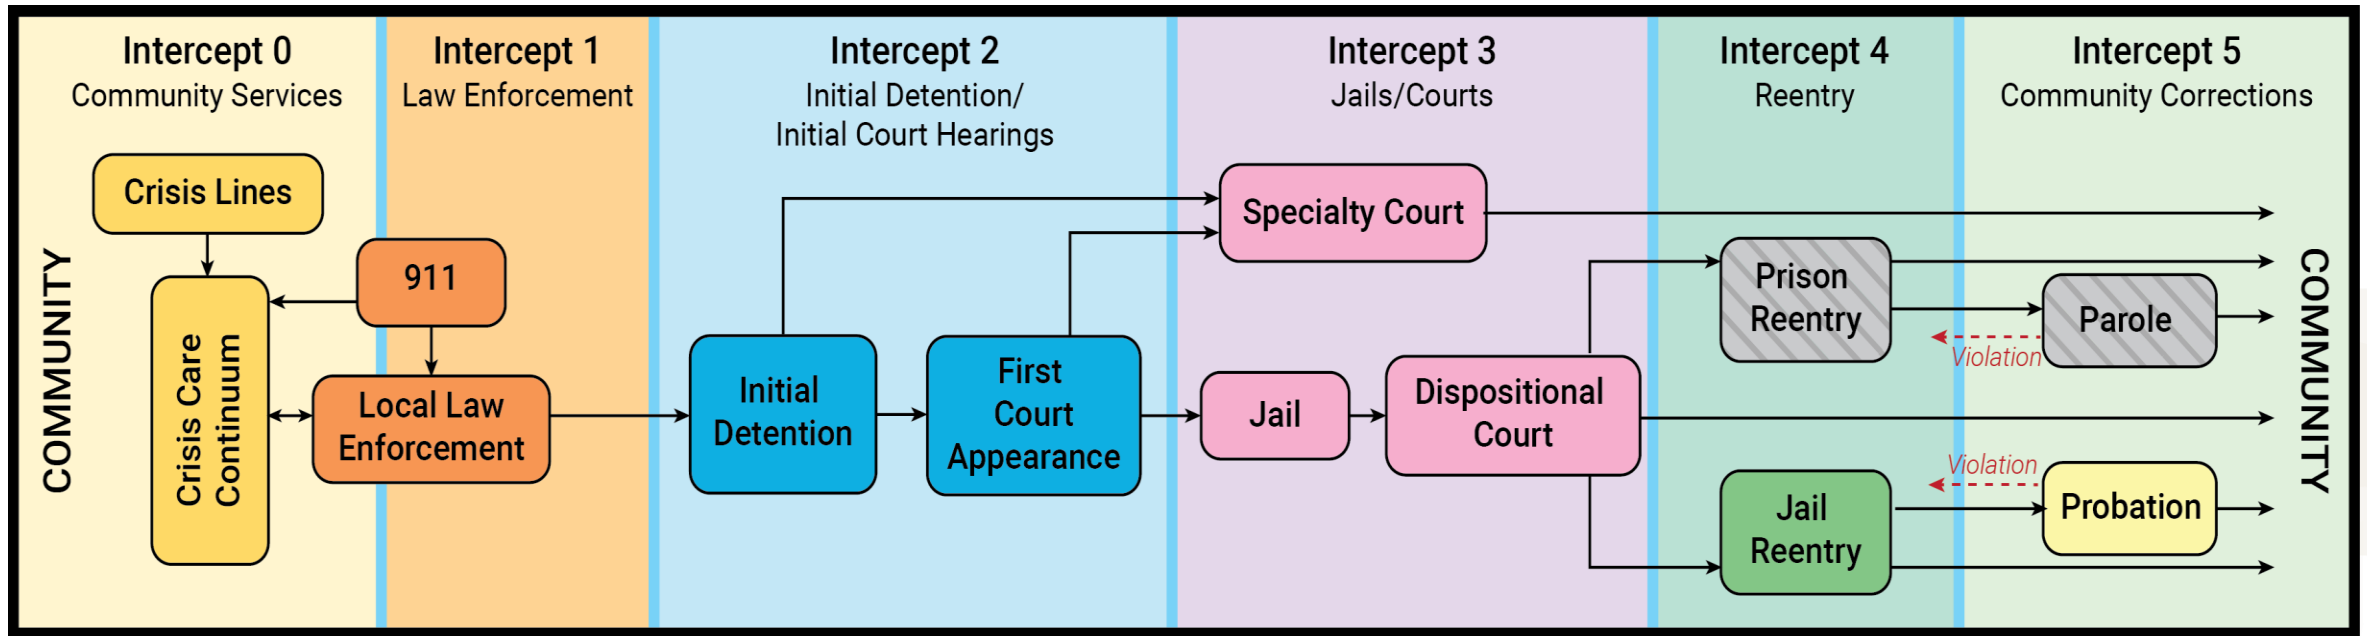 Intercept 0
Community Services
Intercept 1
Law Enforcement
Intercept 2
Initial Detention/
Initial Court Hearings
Intercept 3
Jails/Courts
Intercept 4
Reentry
Intercept 5
Community Corrections
COMMUNITY
Crisis Lines
Crisis Care
Continuum
911
Local Law
Enforcement
Initial
Detention
First
Court
Appearance
Specialty Court
Jail
Dispositional
Court
Prison
Reentry
Parole
Violation
Jail
Reentry
Violation
Probation
COMMUNITY